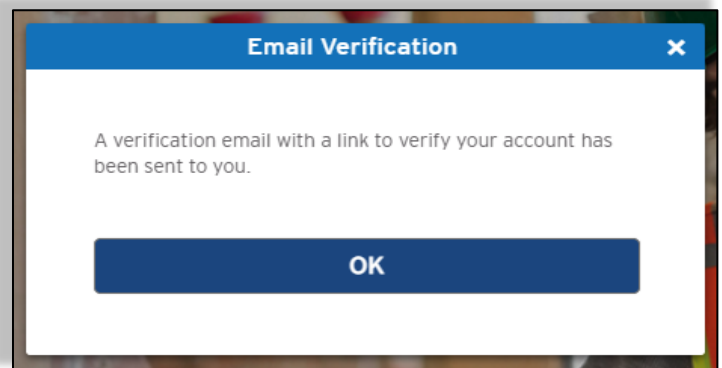 Email Verification ×
A verification email with a link to verify your account has
been sent to you.
OK